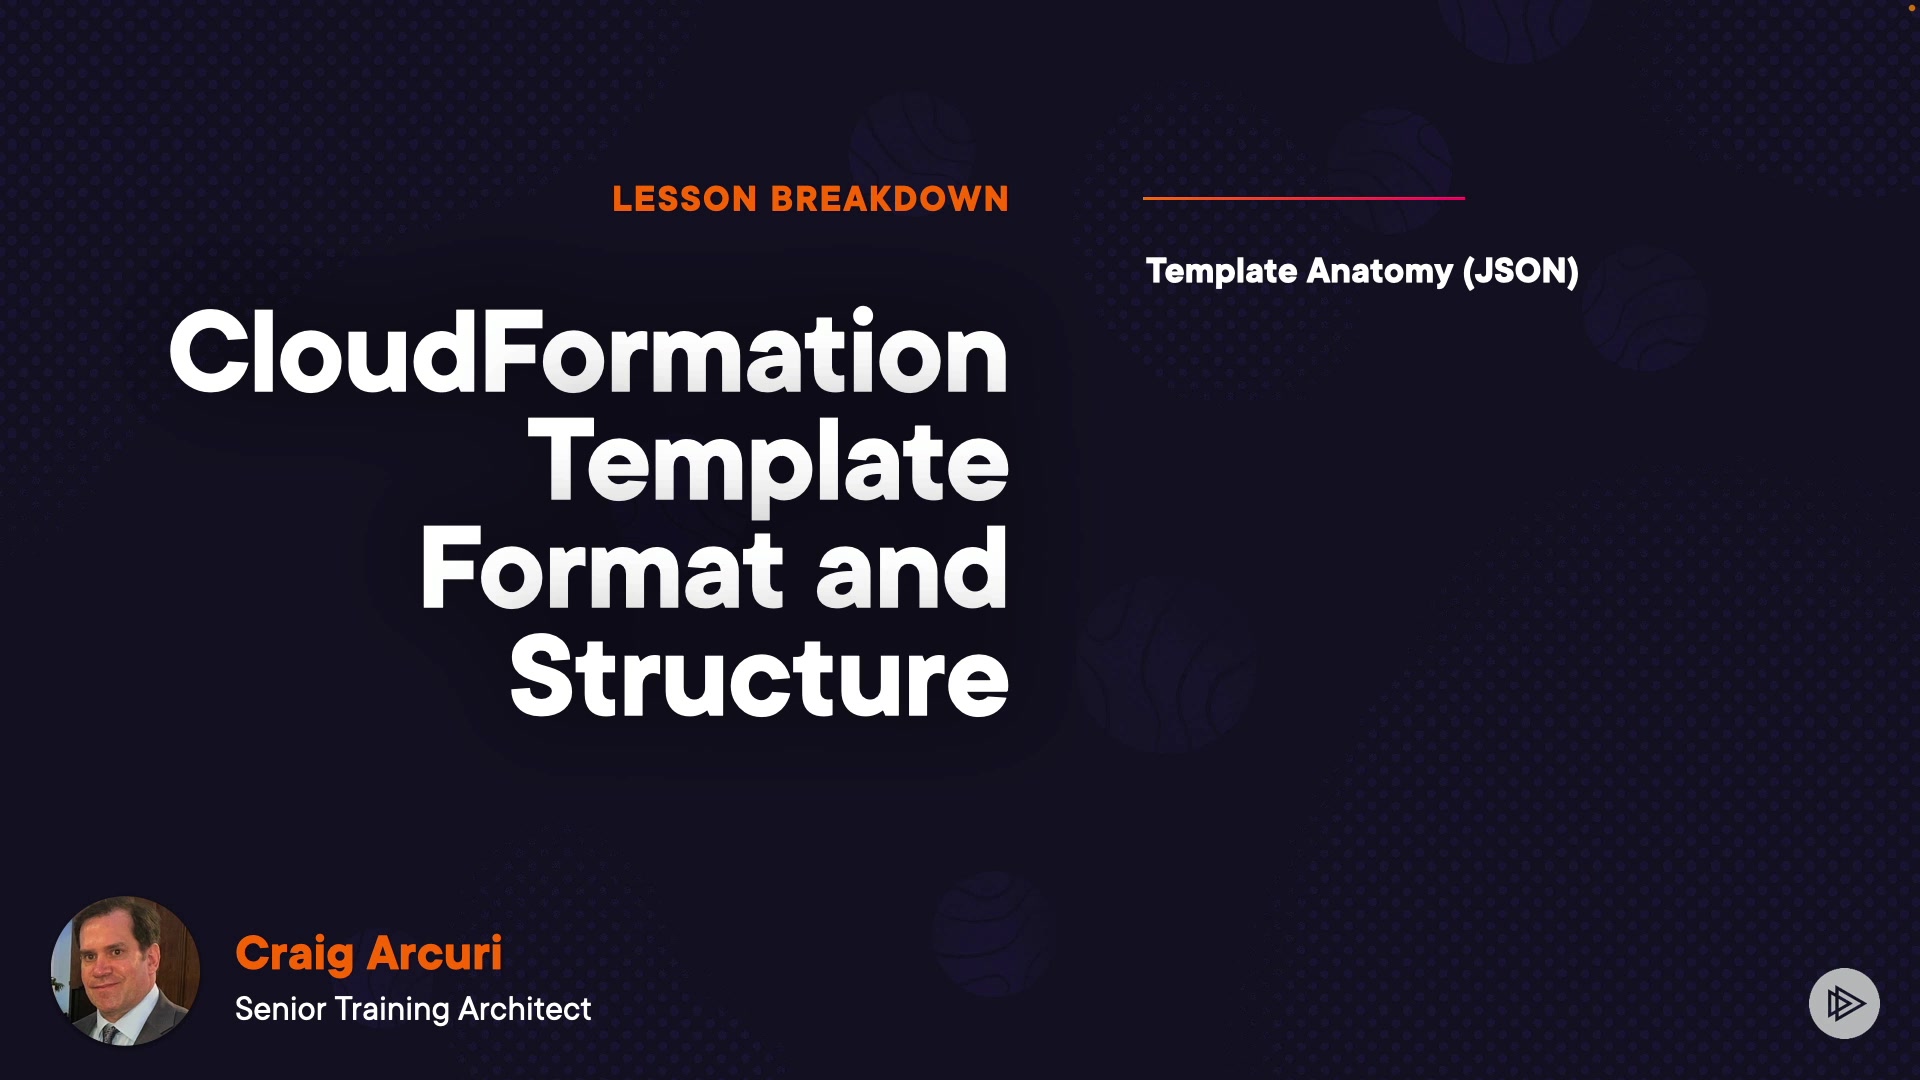 LESSON BREAKDOWN
CloudFormation
Template
Format and
Structure
Template Anatomy (JSON)
Craig Arcuri
Senior Training Architect